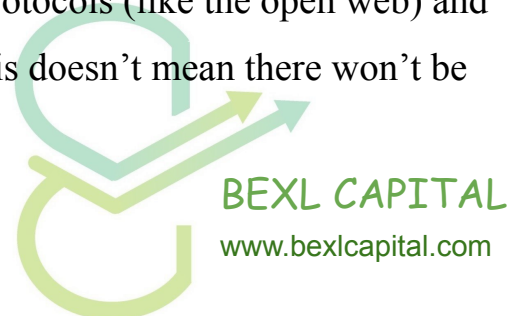 otocols (like the open web) and
is doesn’t mean there won’t be
BEXL CAPITAL
www.bexlcapital.com